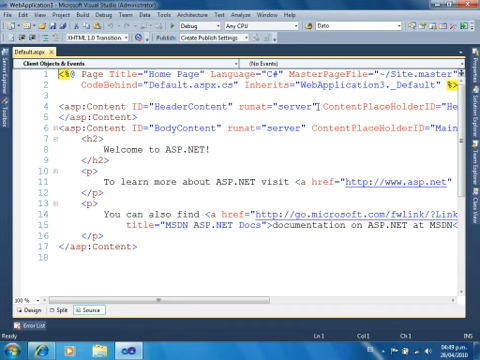 WebApplication3 - Microsoft Visual Studio (Administrator)
File Edit View Project Build Debug Team Data Tools Architecture Test Analyze Window Help
Debug Any CPU
XHTML 1.0 Transition Publish: Create Publish Settings
Default.aspx
Client Objects & Events (No Events)
1 <%@ Page Title="Home Page" Language="C#" MasterPageFile="~/Site.master"
2 CodeBehind="Default.aspx.cs" Inherits="WebApplication3._Default" %>
3
4 <asp:Content ID="HeaderContent" runat="server" ContentPlaceHolderID="He
5 </asp:Content>
6 <asp:Content ID="BodyContent" runat="server" ContentPlaceHolderID="Main
7 <h2>
8 Welcome to ASP.NET!
9 </h2>
10 <p>
11 To learn more about ASP.NET visit <a href="http://www.asp.net"
12 </p>
13 <p>
14 You can also find <a href="http://go.microsoft.com/fwlink/?Link
15 title="MSDN ASP.NET Docs">documentation on ASP.NET at MSDN<
16 </p>
17 </asp:Content>
18
Server Explorer
Toolbox
Properties
Class View
100 %
Design Split Source
Error List
Ready Ln 1 Col 1 Ch 1
ES
04:49 p.m.
28/04/2010